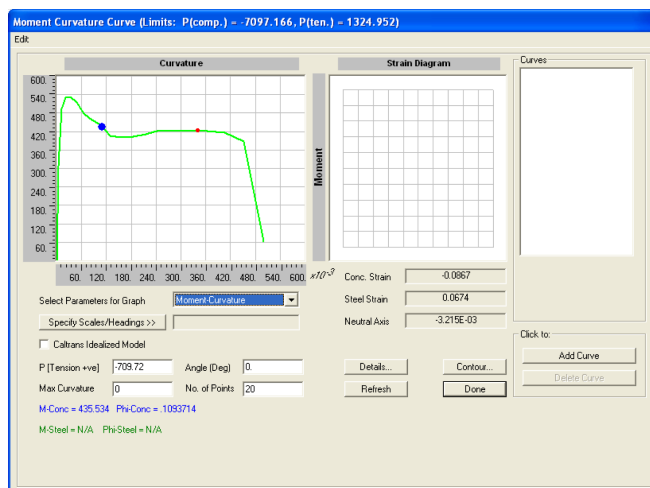 Moment Curvature Curve (Limits:  P(comp.) = -7097.166, P(ten.) = 1324.952)
Edit
Curvature
Strain Diagram
Curves
600.
540.
480.
420.
360.
300.
240.
180.
120.
60.
Moment
60. 120. 180. 240. 300. 360. 420. 480. 540. 600. x10-3
Conc. Strain -0.0867
Select Parameters for Graph Moment-Curvature
Steel Strain 0.0674
Specify Scales/Headings >>
Neutral Axis -3.215E-03
Caltrans Idealized Model
Click to:
Add Curve
P (Tension +ve) -709.72 Angle (Deg) 0.
Details... Contour...
Delete Curve
Max Curvature 0 No. of Points 20
Refresh Done
M-Conc = 435.534  Phi-Conc = .1093714
M-Steel = N/A  Phi-Steel = N/A